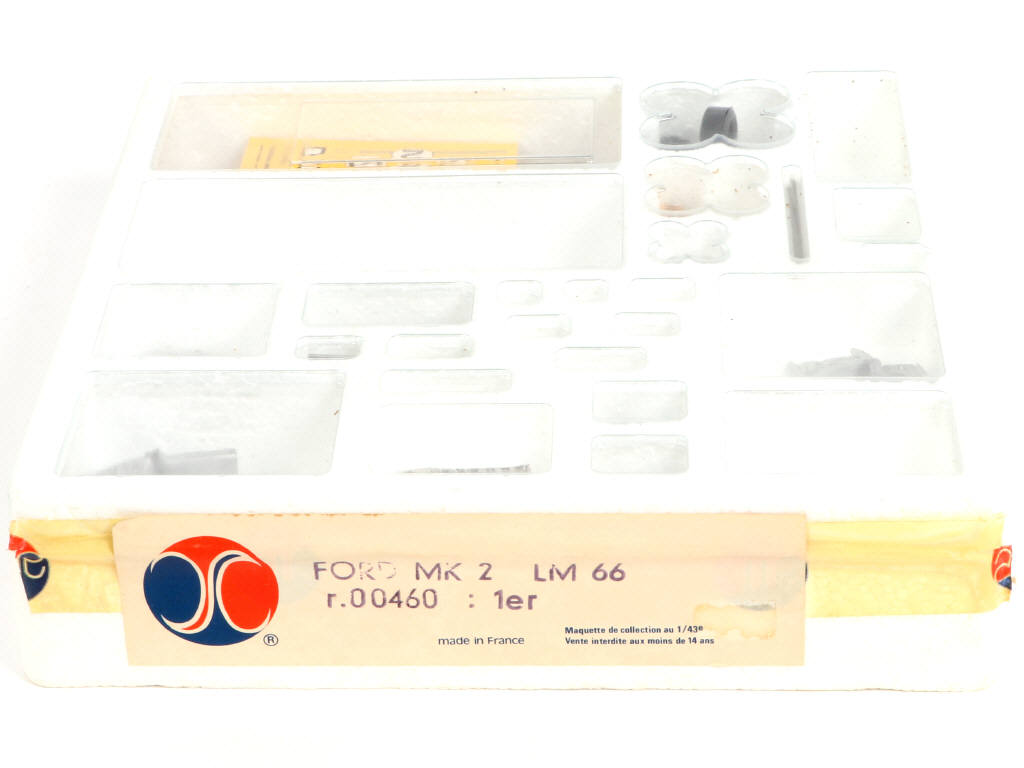 FORD MK 2 LM 66
r.00460 : 1er
®
made in France
Maquette de collection au 1/43e
Vente interdite aux moins de 14 ans